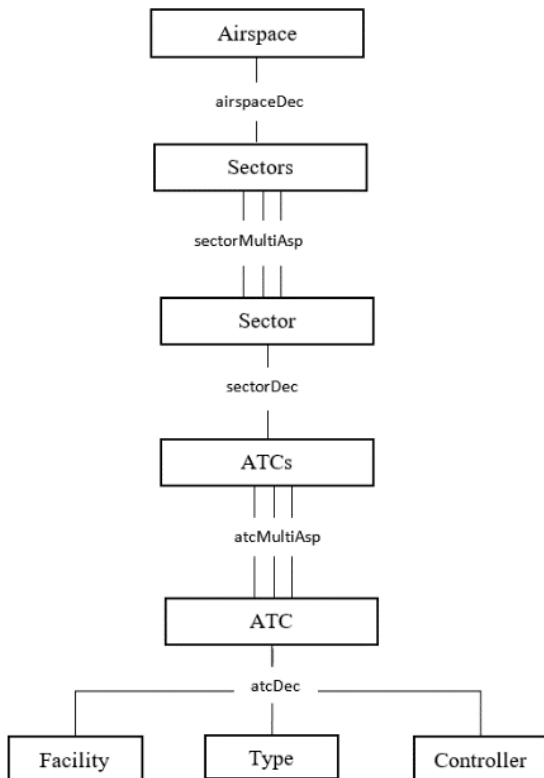 Airspace
airspaceDec
Sectors
sectorMultiAsp
Sector
sectorDec
ATCs
atcMultiAsp
ATC
atcDec
Facility
Type
Controller